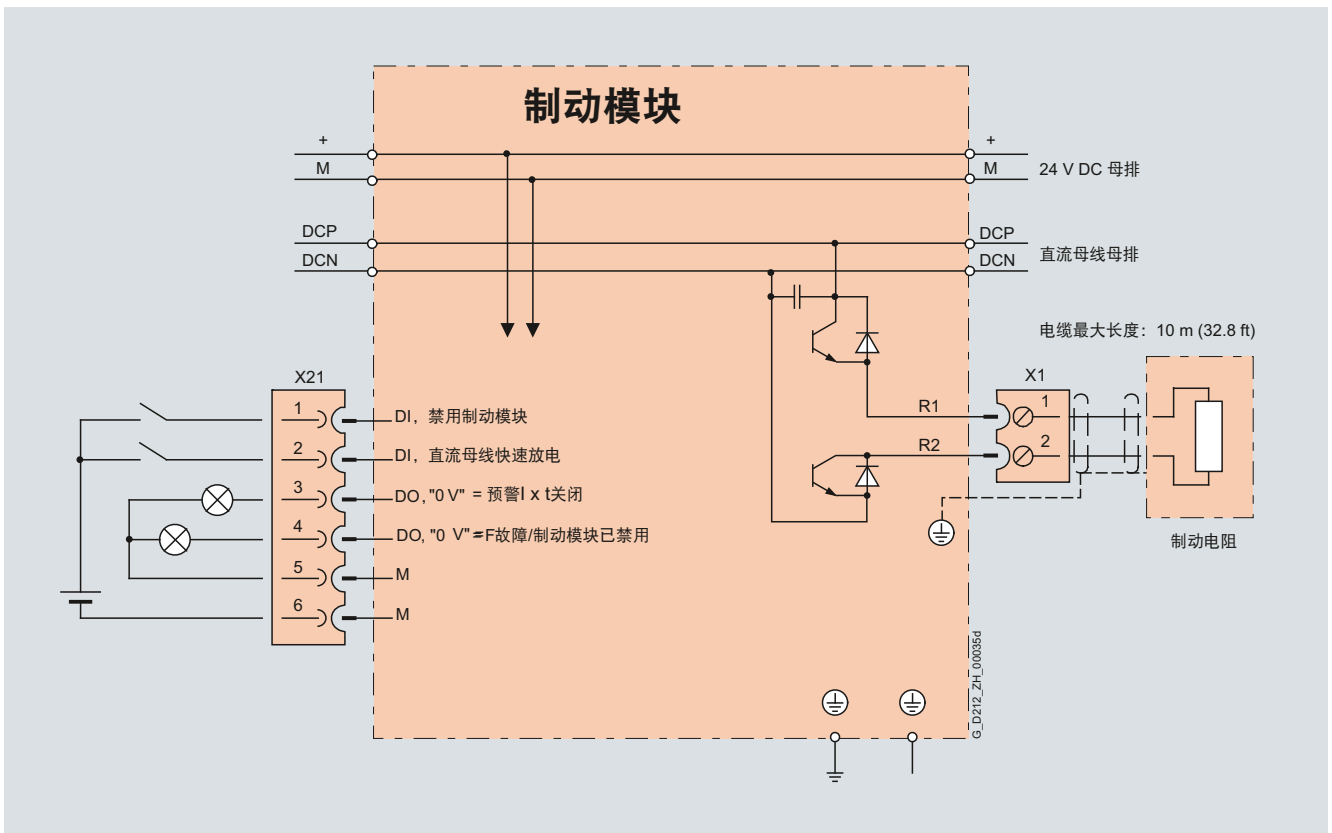 制动模块
+
+
M
M
24 V DC 母排
DCP
DCP
DCN
DCN
直流母线母排
电缆最大长度：10 m (32.8 ft)
X21
X1
1
DI，禁用制动模块
R1
1
2
DI，直流母线快速放电
R2
2
3
DO,"0 V" = 预警I x t关闭
4
DO, "0 V"=F故障/制动模块已禁用
制动电阻
5
M
6
M
G_D212_ZH_00035d